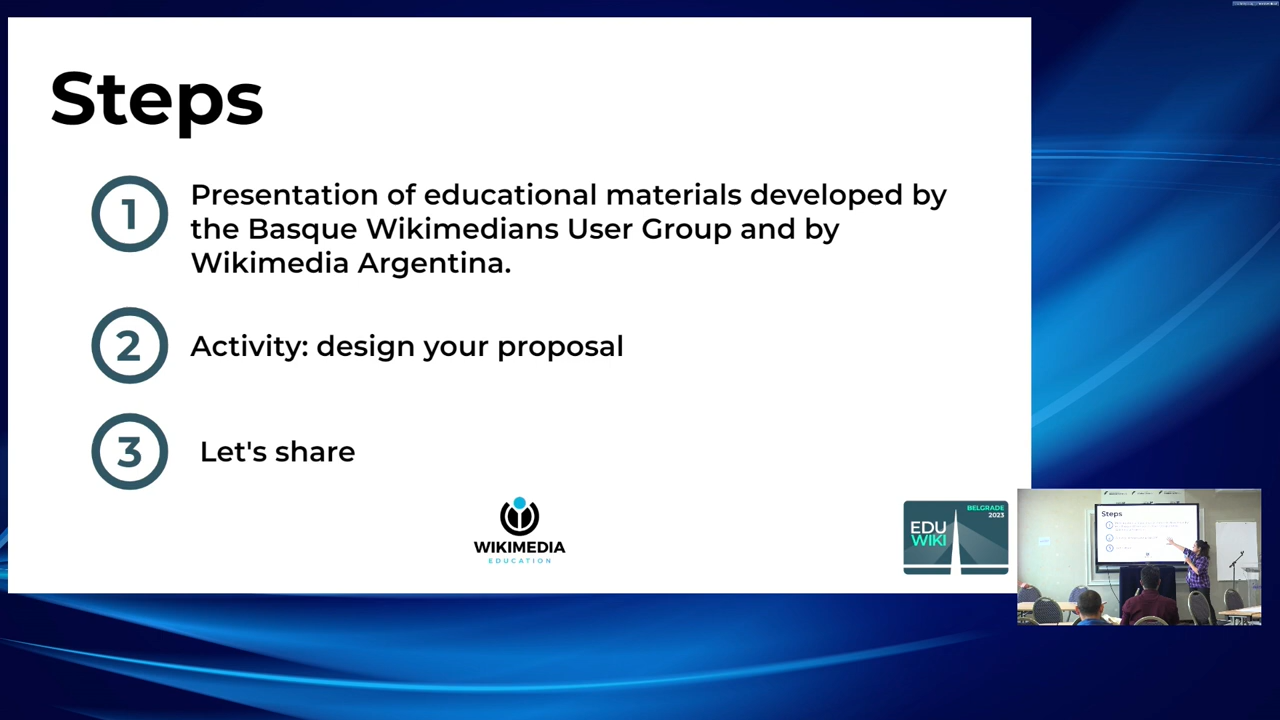 Steps
1
Presentation of educational materials developed by
the Basque Wikimedians User Group and by
Wikimedia Argentina.
2
Activity: design your proposal
3
Let's share
WIKIMEDIA
EDUCATION
BELGRADE
2023
EDU
WIKI
Steps